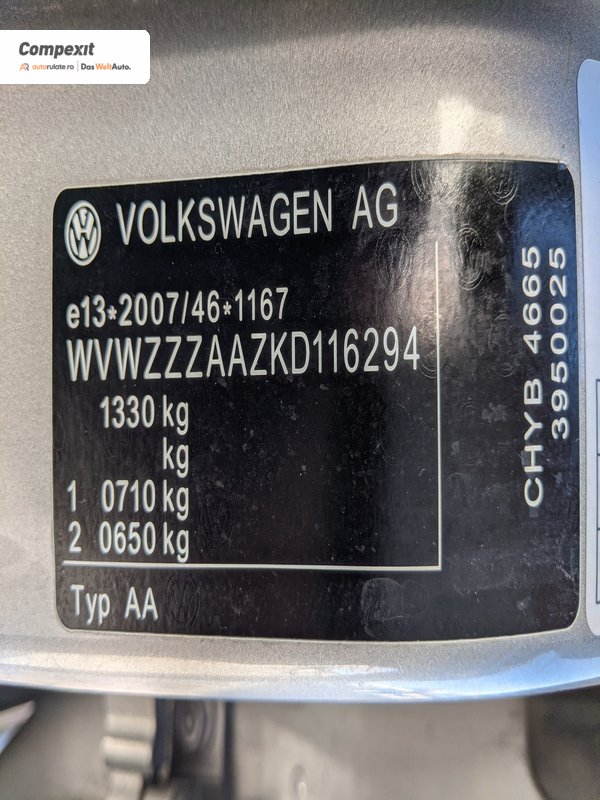 Compexit
AR autorulate.ro | Das WeltAuto.
VOLKSWAGEN AG
e13*2007/46*1167
WVWZZZAAZKD116294
1330 kg
kg
1 0710 kg
2 0650 kg
Typ AA
CHYB 4665
3950025